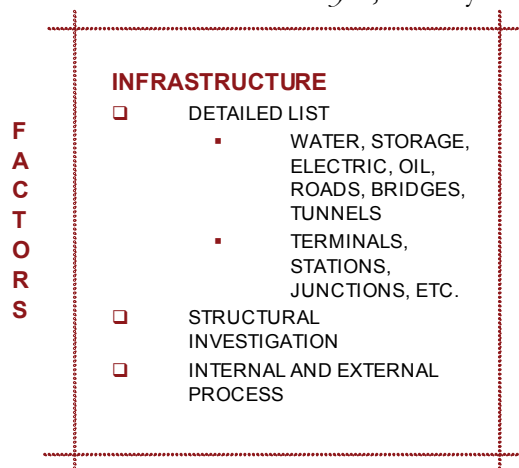 INFRASTRUCTURE
❑ DETAILED LIST
▪ WATER, STORAGE,
ELECTRIC, OIL,
ROADS, BRIDGES,
TUNNELS
▪ TERMINALS,
STATIONS,
JUNCTIONS, ETC.
❑ STRUCTURAL
INVESTIGATION
❑ INTERNAL AND EXTERNAL
PROCESS
F
A
C
T
O
R
S